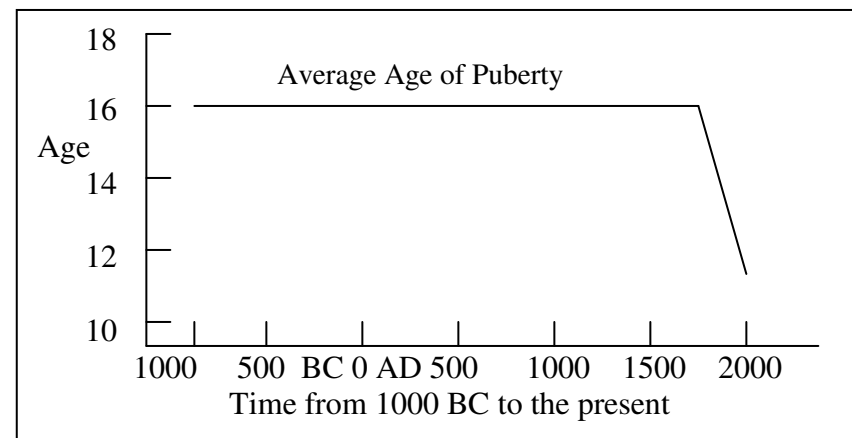 18
Average Age of Puberty
16
Age
14
12
10
1000 500 BC 0 AD 500 1000 1500 2000
Time from 1000 BC to the present